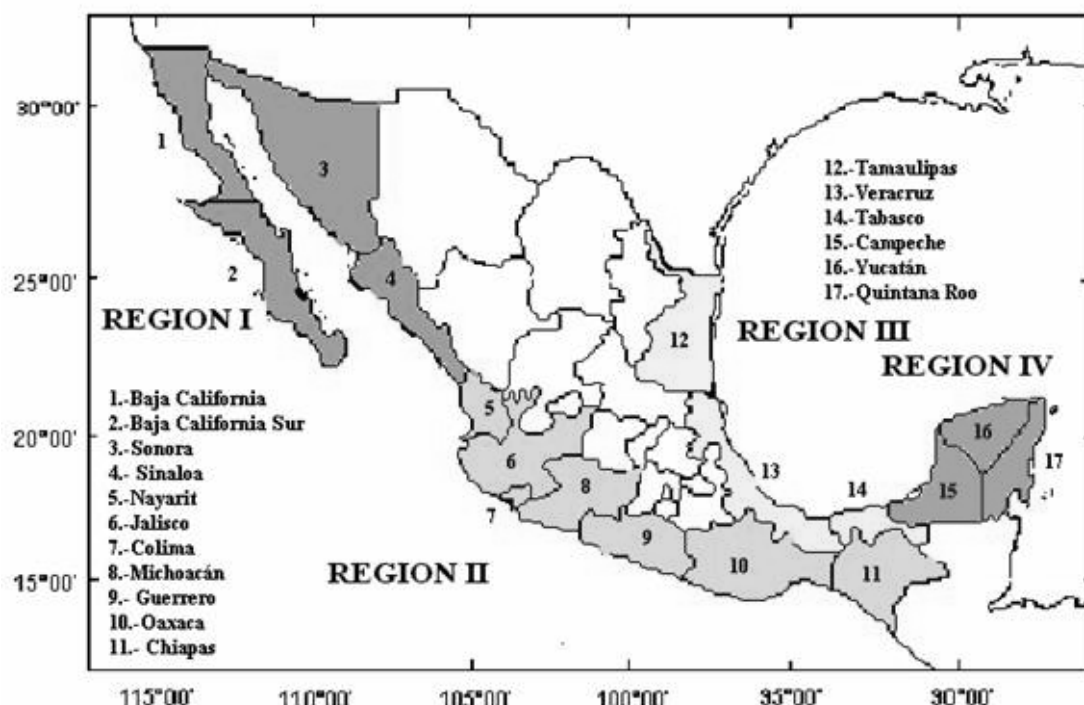 30°00'
25°00'
20°00'
15°00'
1
2
3
4
5
6
7
8
9
10
11
12
13
14
15
16
17
REGION I
REGION II
REGION III
REGION IV
1.-Baja California
2.-Baja California Sur
3.-Sonora
4.- Sinaloa
5.-Nayarit
6.-Jalisco
7.-Colima
8.-Michoacán
9.- Guerrero
10.-Oaxaca
11.- Chiapas
12.-Tamaulipas
13.-Veracruz
14.-Tabasco
15.-Campeche
16.-Yucatán
17.-Quintana Roo
115°00'
110°00'
105°00'
100°00'
95°00'
90°00'